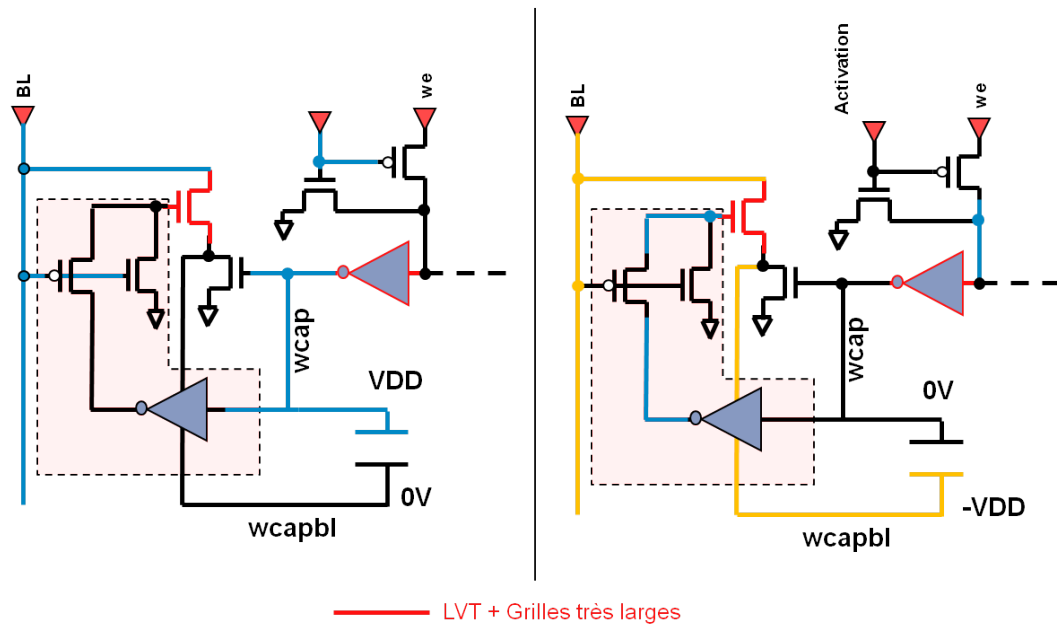 BL
we
wcap
VDD
0V
wcapbl
BL
Activation
we
wcap
0V
-VDD
wcapbl
LVT + Grilles très larges